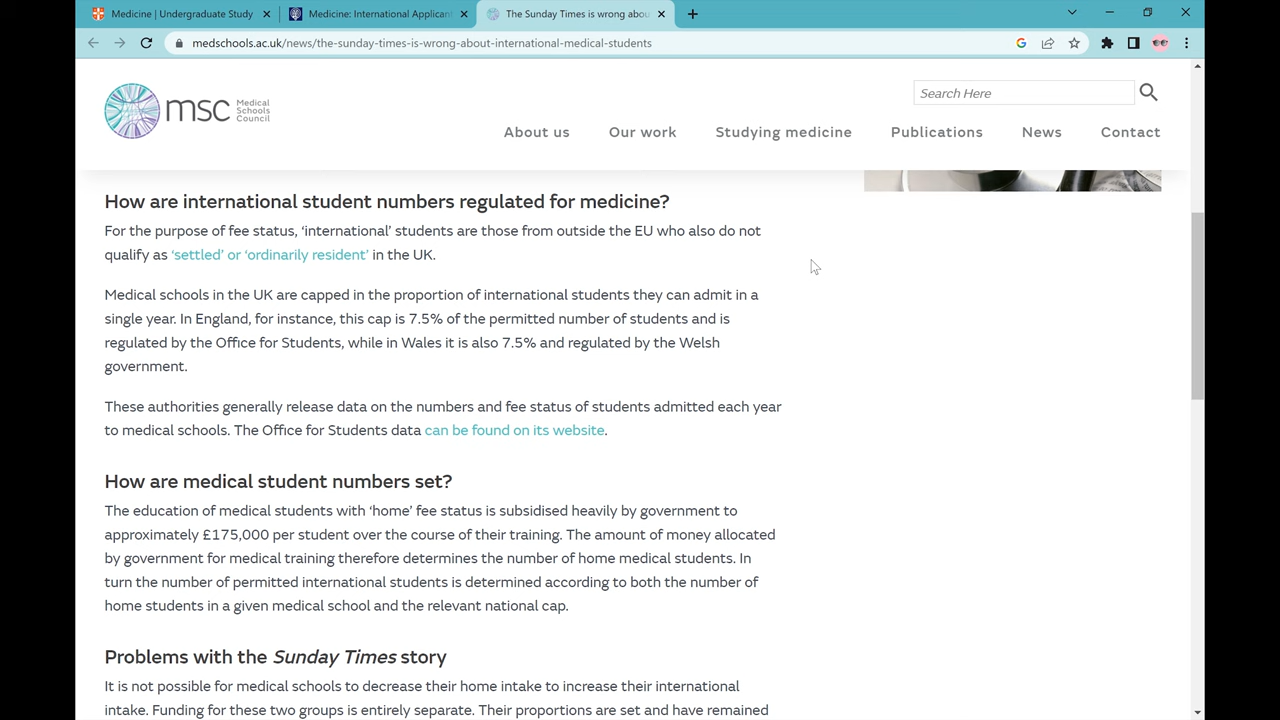 Medicine | Undergraduate Study
Medicine: International Applicant
The Sunday Times is wrong abou
medschools.ac.uk/news/the-sunday-times-is-wrong-about-international-medical-students
msc Medical Schools Council
Search Here
About us Our work Studying medicine Publications News Contact
How are international student numbers regulated for medicine?
For the purpose of fee status, ‘international’ students are those from outside the EU who also do not
qualify as ‘settled’ or ‘ordinarily resident’ in the UK.
Medical schools in the UK are capped in the proportion of international students they can admit in a
single year. In England, for instance, this cap is 7.5% of the permitted number of students and is
regulated by the Office for Students, while in Wales it is also 7.5% and regulated by the Welsh
government.
These authorities generally release data on the numbers and fee status of students admitted each year
to medical schools. The Office for Students data can be found on its website.
How are medical student numbers set?
The education of medical students with ‘home’ fee status is subsidised heavily by government to
approximately £175,000 per student over the course of their training. The amount of money allocated
by government for medical training therefore determines the number of home medical students. In
turn the number of permitted international students is determined according to both the number of
home students in a given medical school and the relevant national cap.
Problems with the Sunday Times story
It is not possible for medical schools to decrease their home intake to increase their international
intake. Funding for these two groups is entirely separate. Their proportions are set and have remained